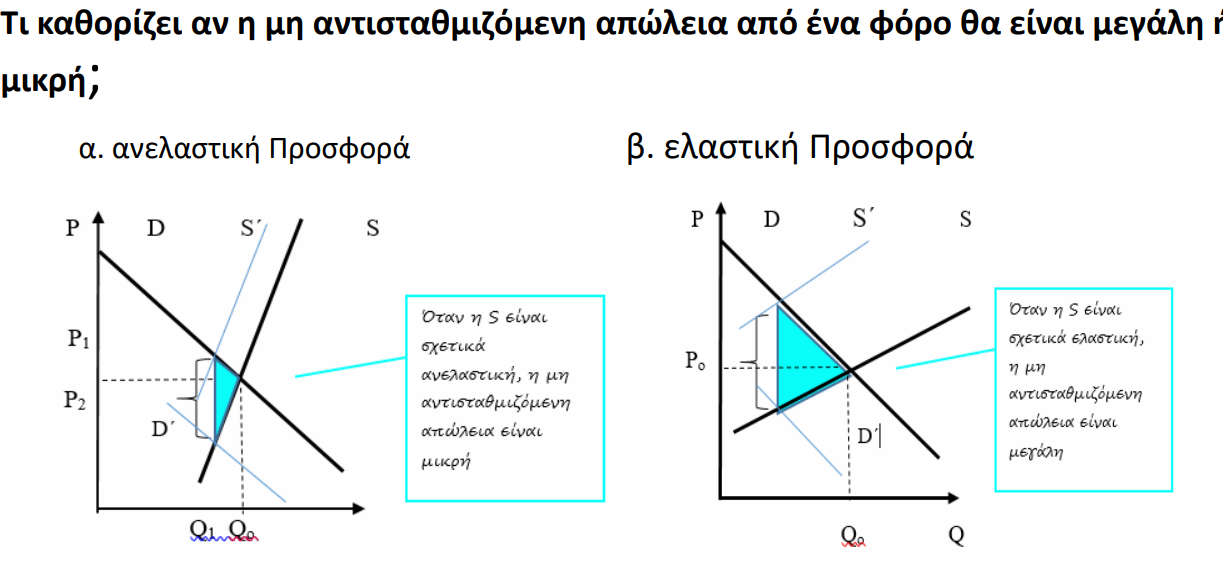 Τι καθορίζει αν η μη αντισταθμιζόμενη απώλεια από ένα φόρο θα είναι μεγάλη ή
μικρή;
α. ανελαστική Προσφορά
β. ελαστική Προσφορά
P D S´ S
P₁
P₂
D´
Q₁ Q₀
Όταν η S είναι
σχετικά
ανελαστική, η μη
αντισταθμιζόμενη
απώλεια είναι
μικρή
P D S´ S
P₀
D´
Q₀ Q
Όταν η S είναι
σχετικά ελαστική,
η μη
αντισταθμιζόμενη
απώλεια είναι
μεγάλη